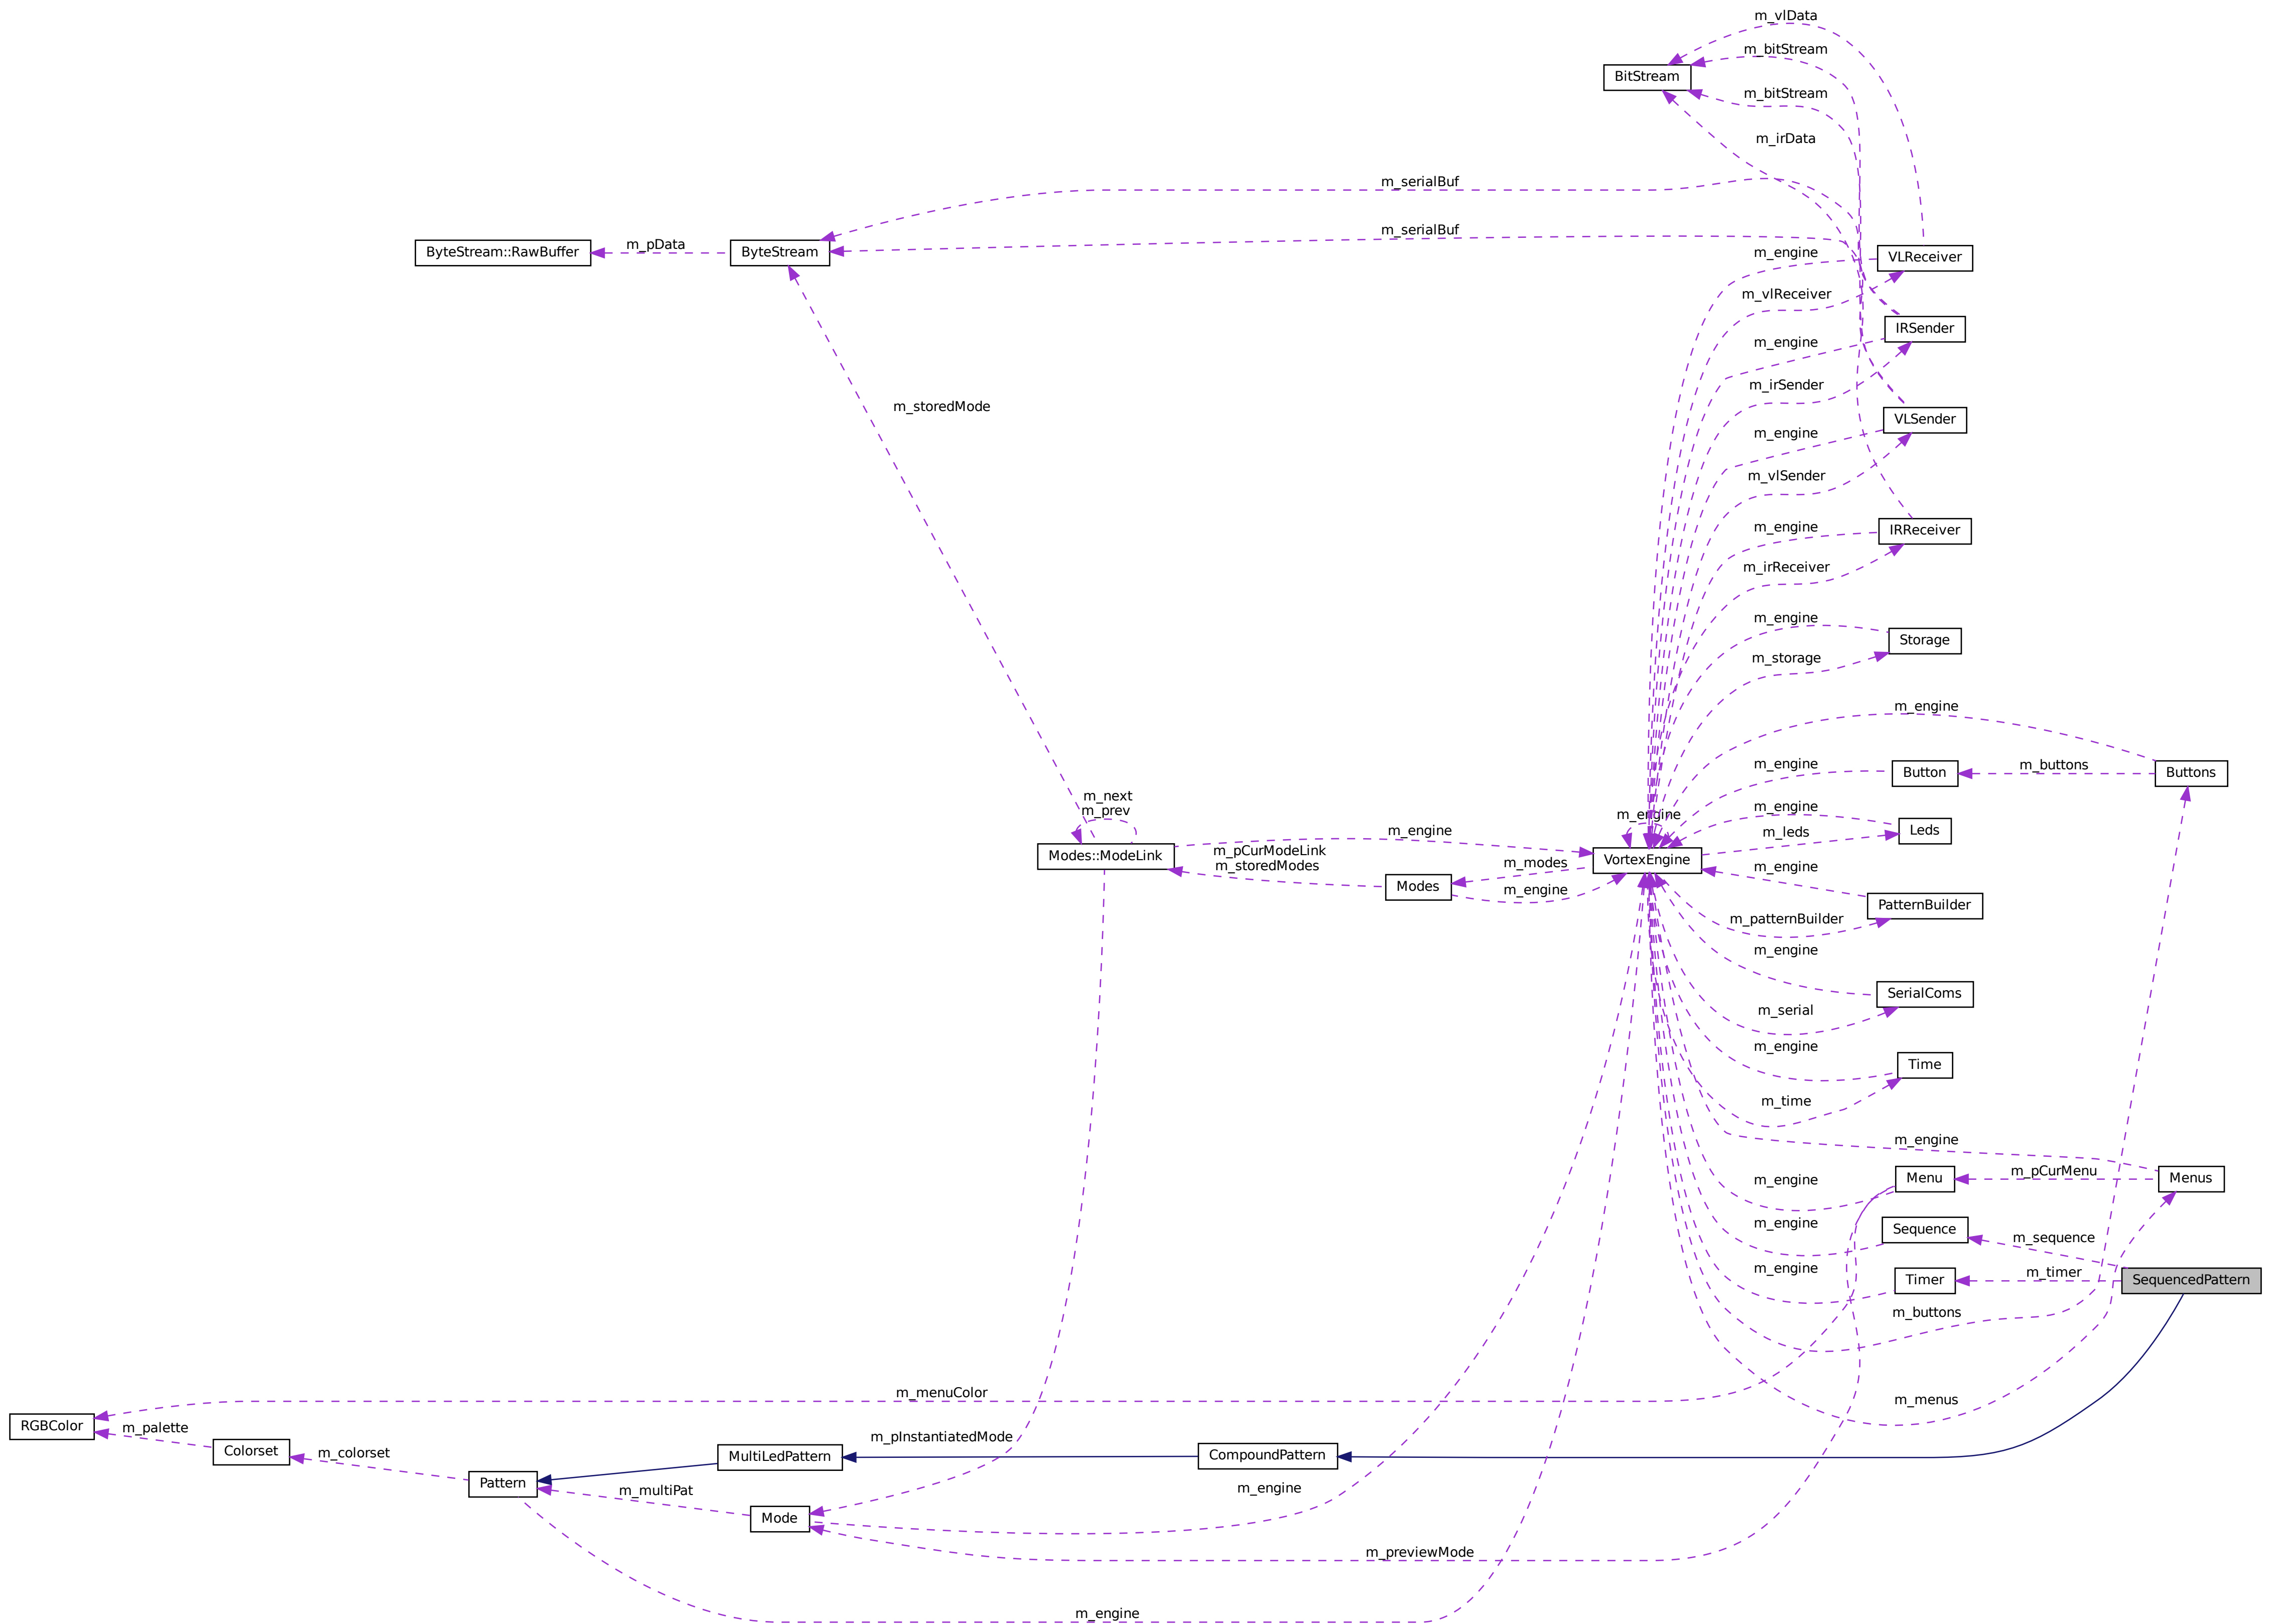 m_vlData
m_bitStream
BitStream
m_bitStream
m_irData
m_serialBuf
m_serialBuf
ByteStream::RawBuffer
m_pData
ByteStream
m_engine
VLReceiver
m_vlReceiver
IRSender
m_engine
m_irSender
m_storedMode
VLSender
m_engine
m_vlSender
m_engine
IRReceiver
m_irReceiver
m_engine
Storage
m_storage
m_engine
m_engine
Button
m_buttons
Buttons
m_next
m_prev
m_engine
m_engine
m_leds
Leds
m_engine
Modes::ModeLink
m_pCurModeLink
m_storedModes
m_modes
VortexEngine
m_engine
Modes
m_engine
PatternBuilder
m_patternBuilder
m_engine
SerialComs
m_serial
m_engine
Time
m_time
m_engine
m_engine
Menu
m_pCurMenu
Menus
m_engine
Sequence
m_sequence
m_engine
Timer
m_timer
SequencedPattern
m_buttons
m_menuColor
m_menus
RGBColor
m_palette
Colorset
m_colorset
m_pInstantiatedMode
MultiLedPattern
CompoundPattern
Pattern
m_multiPat
m_engine
Mode
m_previewMode
m_engine